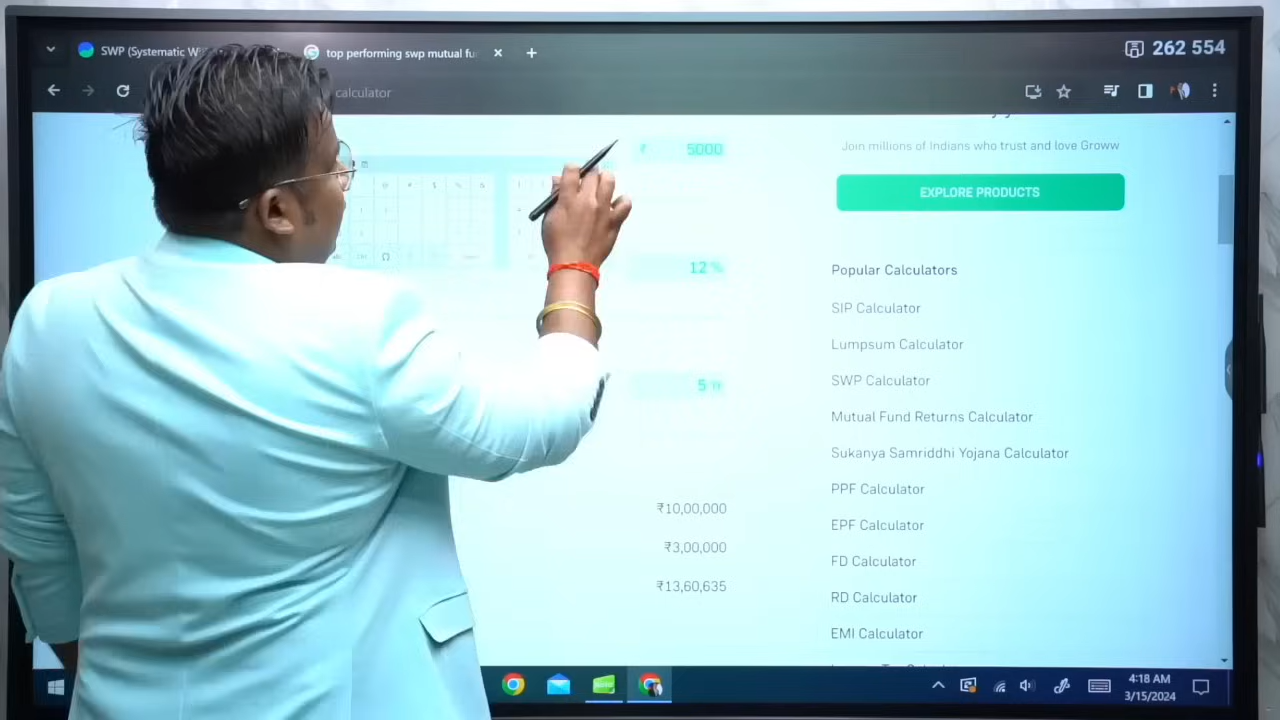 SWP (Systematic
top performing swp mutual fu
262 554
calculator
₹ 5000
Join millions of Indians who trust and love Groww
EXPLORE PRODUCTS
12 %
Popular Calculators
SIP Calculator
Lumpsum Calculator
5 Yr
SWP Calculator
Mutual Fund Returns Calculator
Sukanya Samriddhi Yojana Calculator
PPF Calculator
₹10,00,000
EPF Calculator
₹3,00,000
FD Calculator
₹13,60,635
RD Calculator
EMI Calculator
4:18 AM
3/15/2024